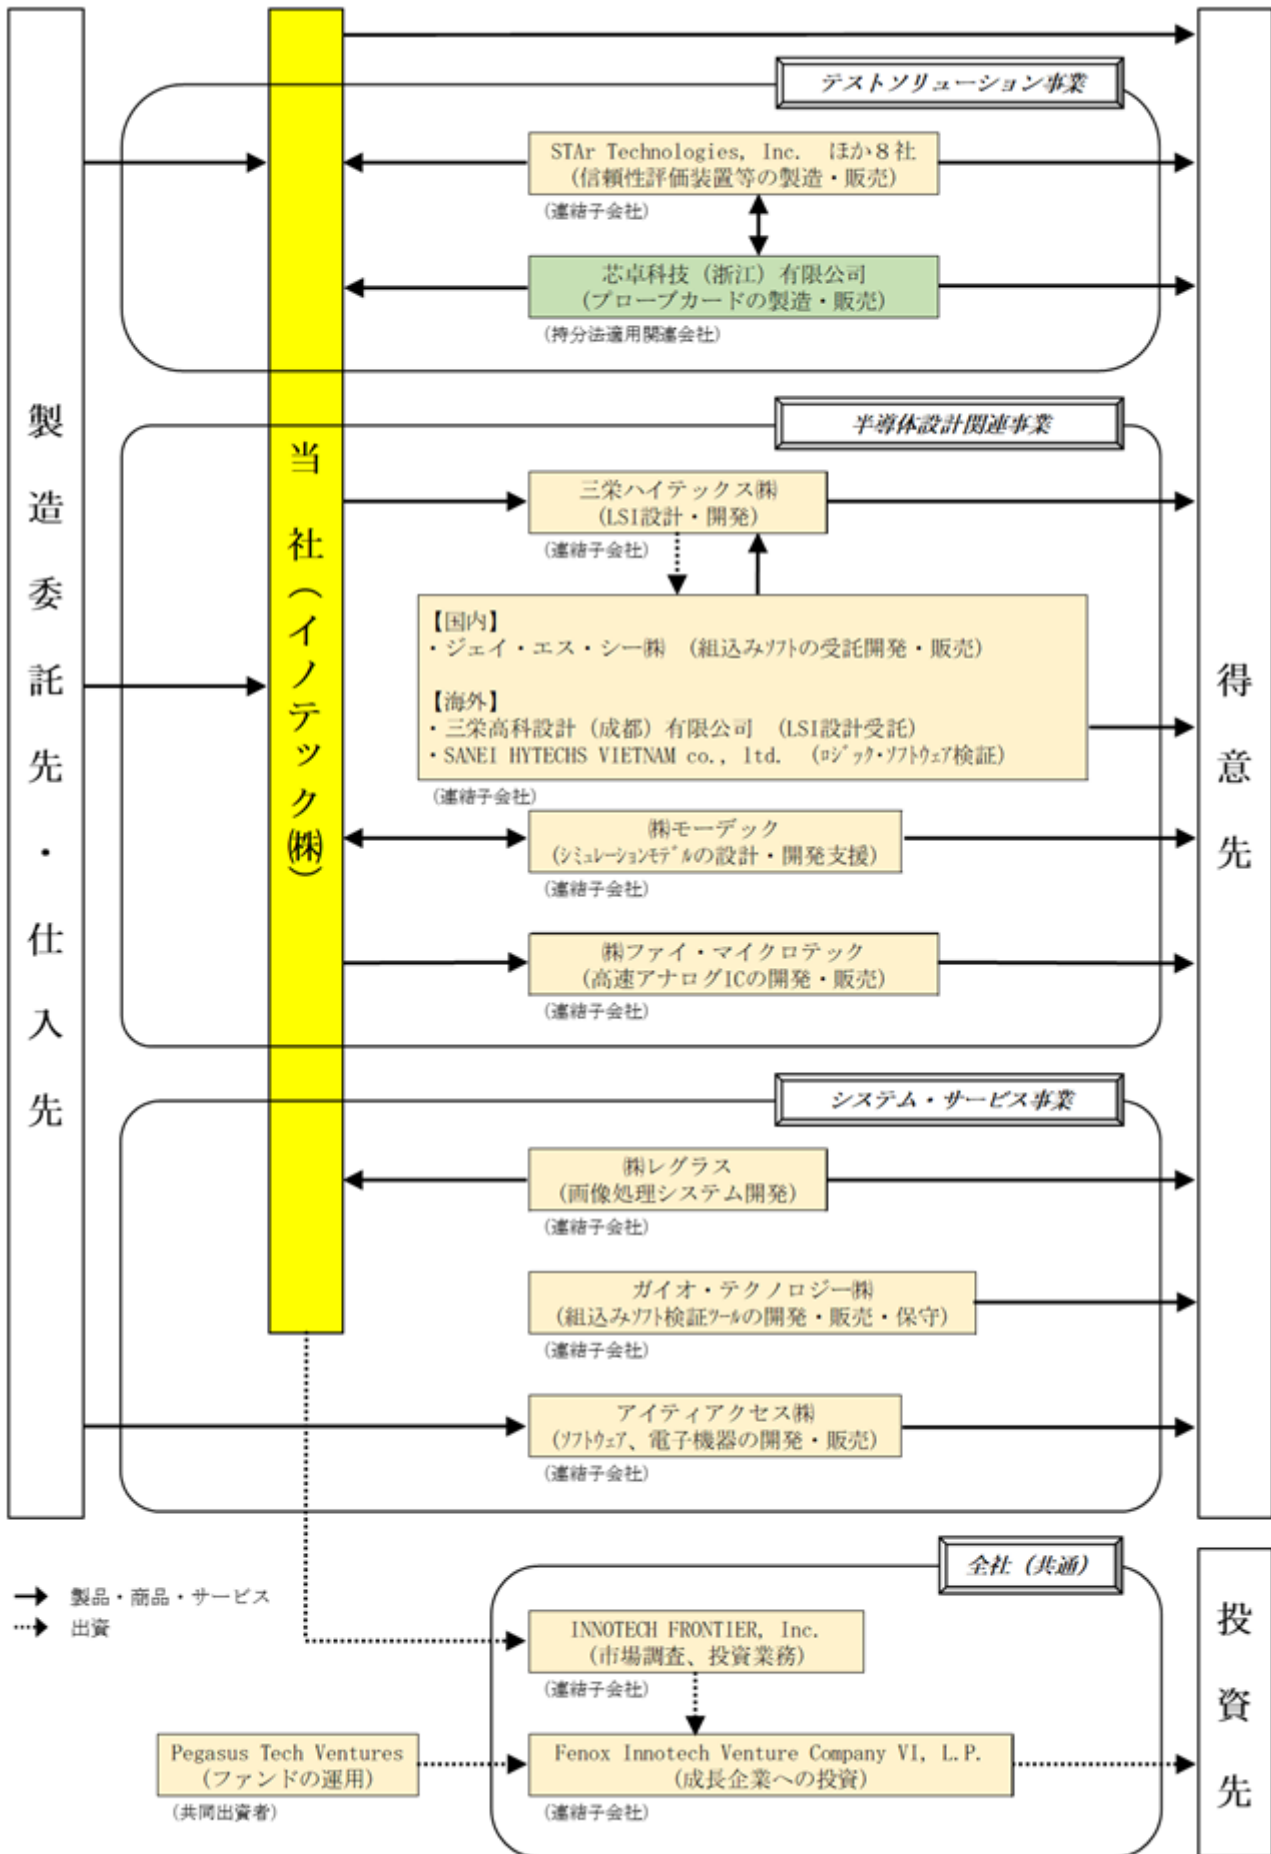 製造委託先・仕入先
当社（イノテック㈱）
得意先
テストソリューション事業
STAr Technologies, Inc.　ほか８社
(信頼性評価装置等の製造・販売)
(連結子会社)
芯卓科技（浙江）有限公司
(プローブカードの製造・販売)
(持分法適用関連会社)
半導体設計関連事業
三栄ハイテックス㈱
(LSI設計・開発)
(連結子会社)
【国内】
・ジェイ・エス・シー㈱　(組込みｿﾌﾄの受託開発・販売)
【海外】
・三栄高科設計（成都）有限公司　(LSI設計受託)
・SANEI HYTECHS VIETNAM co., ltd.　(ﾛｼﾞｯｸ・ｿﾌﾄｳｪｱ検証)
(連結子会社)
㈱モーデック
(ｼﾐｭﾚｰｼｮﾝﾓﾃﾞﾙの設計・開発支援)
(連結子会社)
㈱ファイ・マイクロテック
(高速アナログICの開発・販売)
(連結子会社)
システム・サービス事業
㈱レグラス
(画像処理システム開発)
(連結子会社)
ガイオ・テクノロジー㈱
(組込みｿﾌﾄ検証ﾂｰﾙの開発・販売・保守)
(連結子会社)
アイティアクセス㈱
(ｿﾌﾄｳｪｱ、電子機器の開発・販売)
(連結子会社)
製品・商品・サービス
出資
全社（共通）
INNOTECH FRONTIER, Inc.
(市場調査、投資業務)
(連結子会社)
Pegasus Tech Ventures
(ファンドの運用)
(共同出資者)
Fenox Innotech Venture Company VI, L.P.
(成長企業への投資)
(連結子会社)
投資先